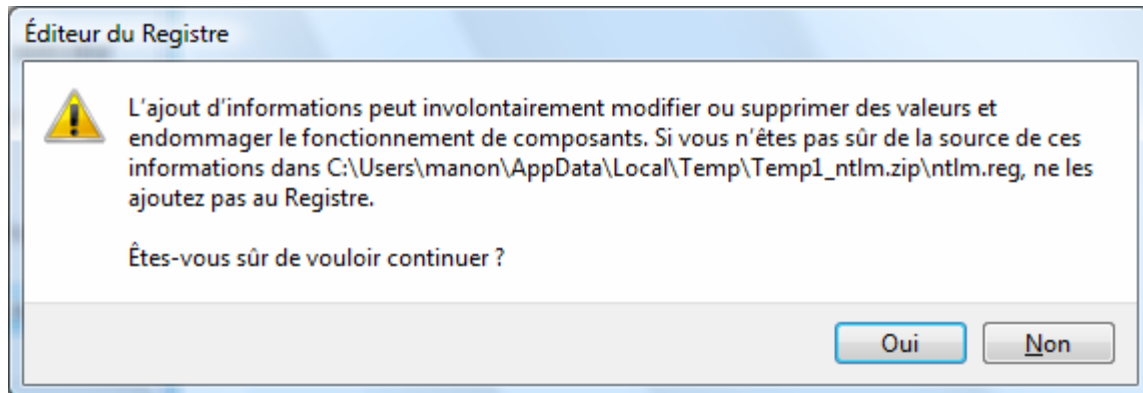 Éditeur du Registre
L'ajout d'informations peut involontairement modifier ou supprimer des valeurs et
endommager le fonctionnement de composants. Si vous n'êtes pas sûr de la source de ces
informations dans C:\Users\manon\AppData\Local\Temp\Temp1_ntlm.zip\ntlm.reg, ne les
ajoutez pas au Registre.
Êtes-vous sûr de vouloir continuer ?
Oui
Non